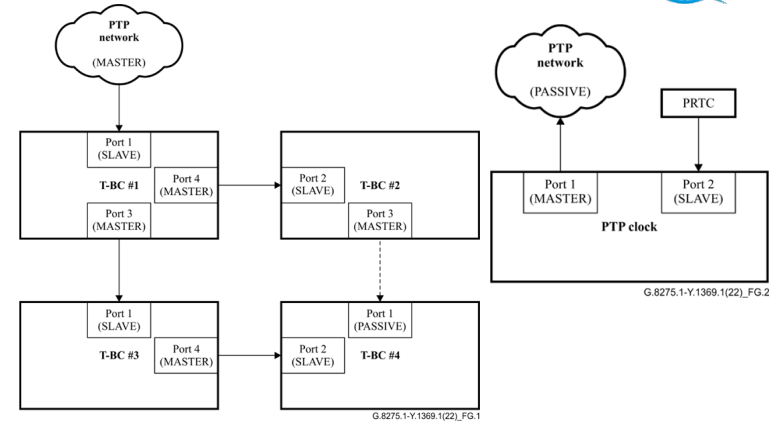 PTP
network
(MASTER)
Port 1
(SLAVE)
T-BC #1
Port 4
(MASTER)
Port 3
(MASTER)
Port 2
(SLAVE)
T-BC #2
Port 3
(MASTER)
Port 1
(SLAVE)
T-BC #3
Port 4
(MASTER)
Port 1
(PASSIVE)
Port 2
(SLAVE)
T-BC #4
G.8275.1-Y.1369.1(22)_FG.1
PTP
network
(PASSIVE)
PRTC
Port 1
(MASTER)
Port 2
(SLAVE)
PTP clock
G.8275.1-Y.1369.1(22)_FG.2